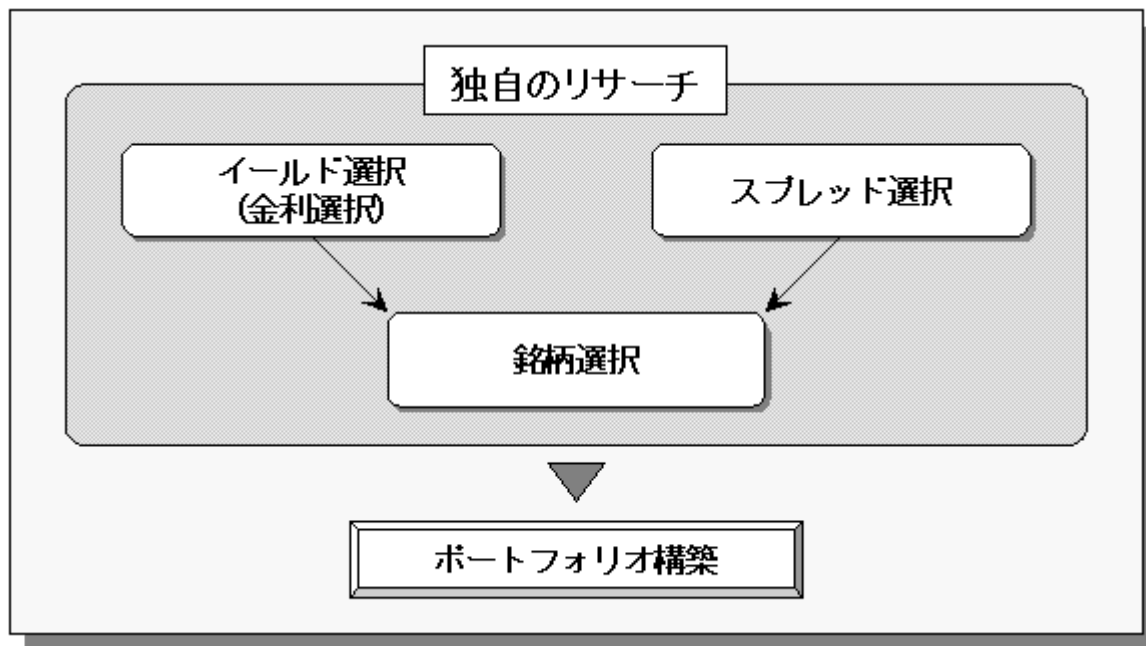 独自のリサーチ
イールド選択
(金利選択)
スプレッド選択
銘柄選択
ポートフォリオ構築